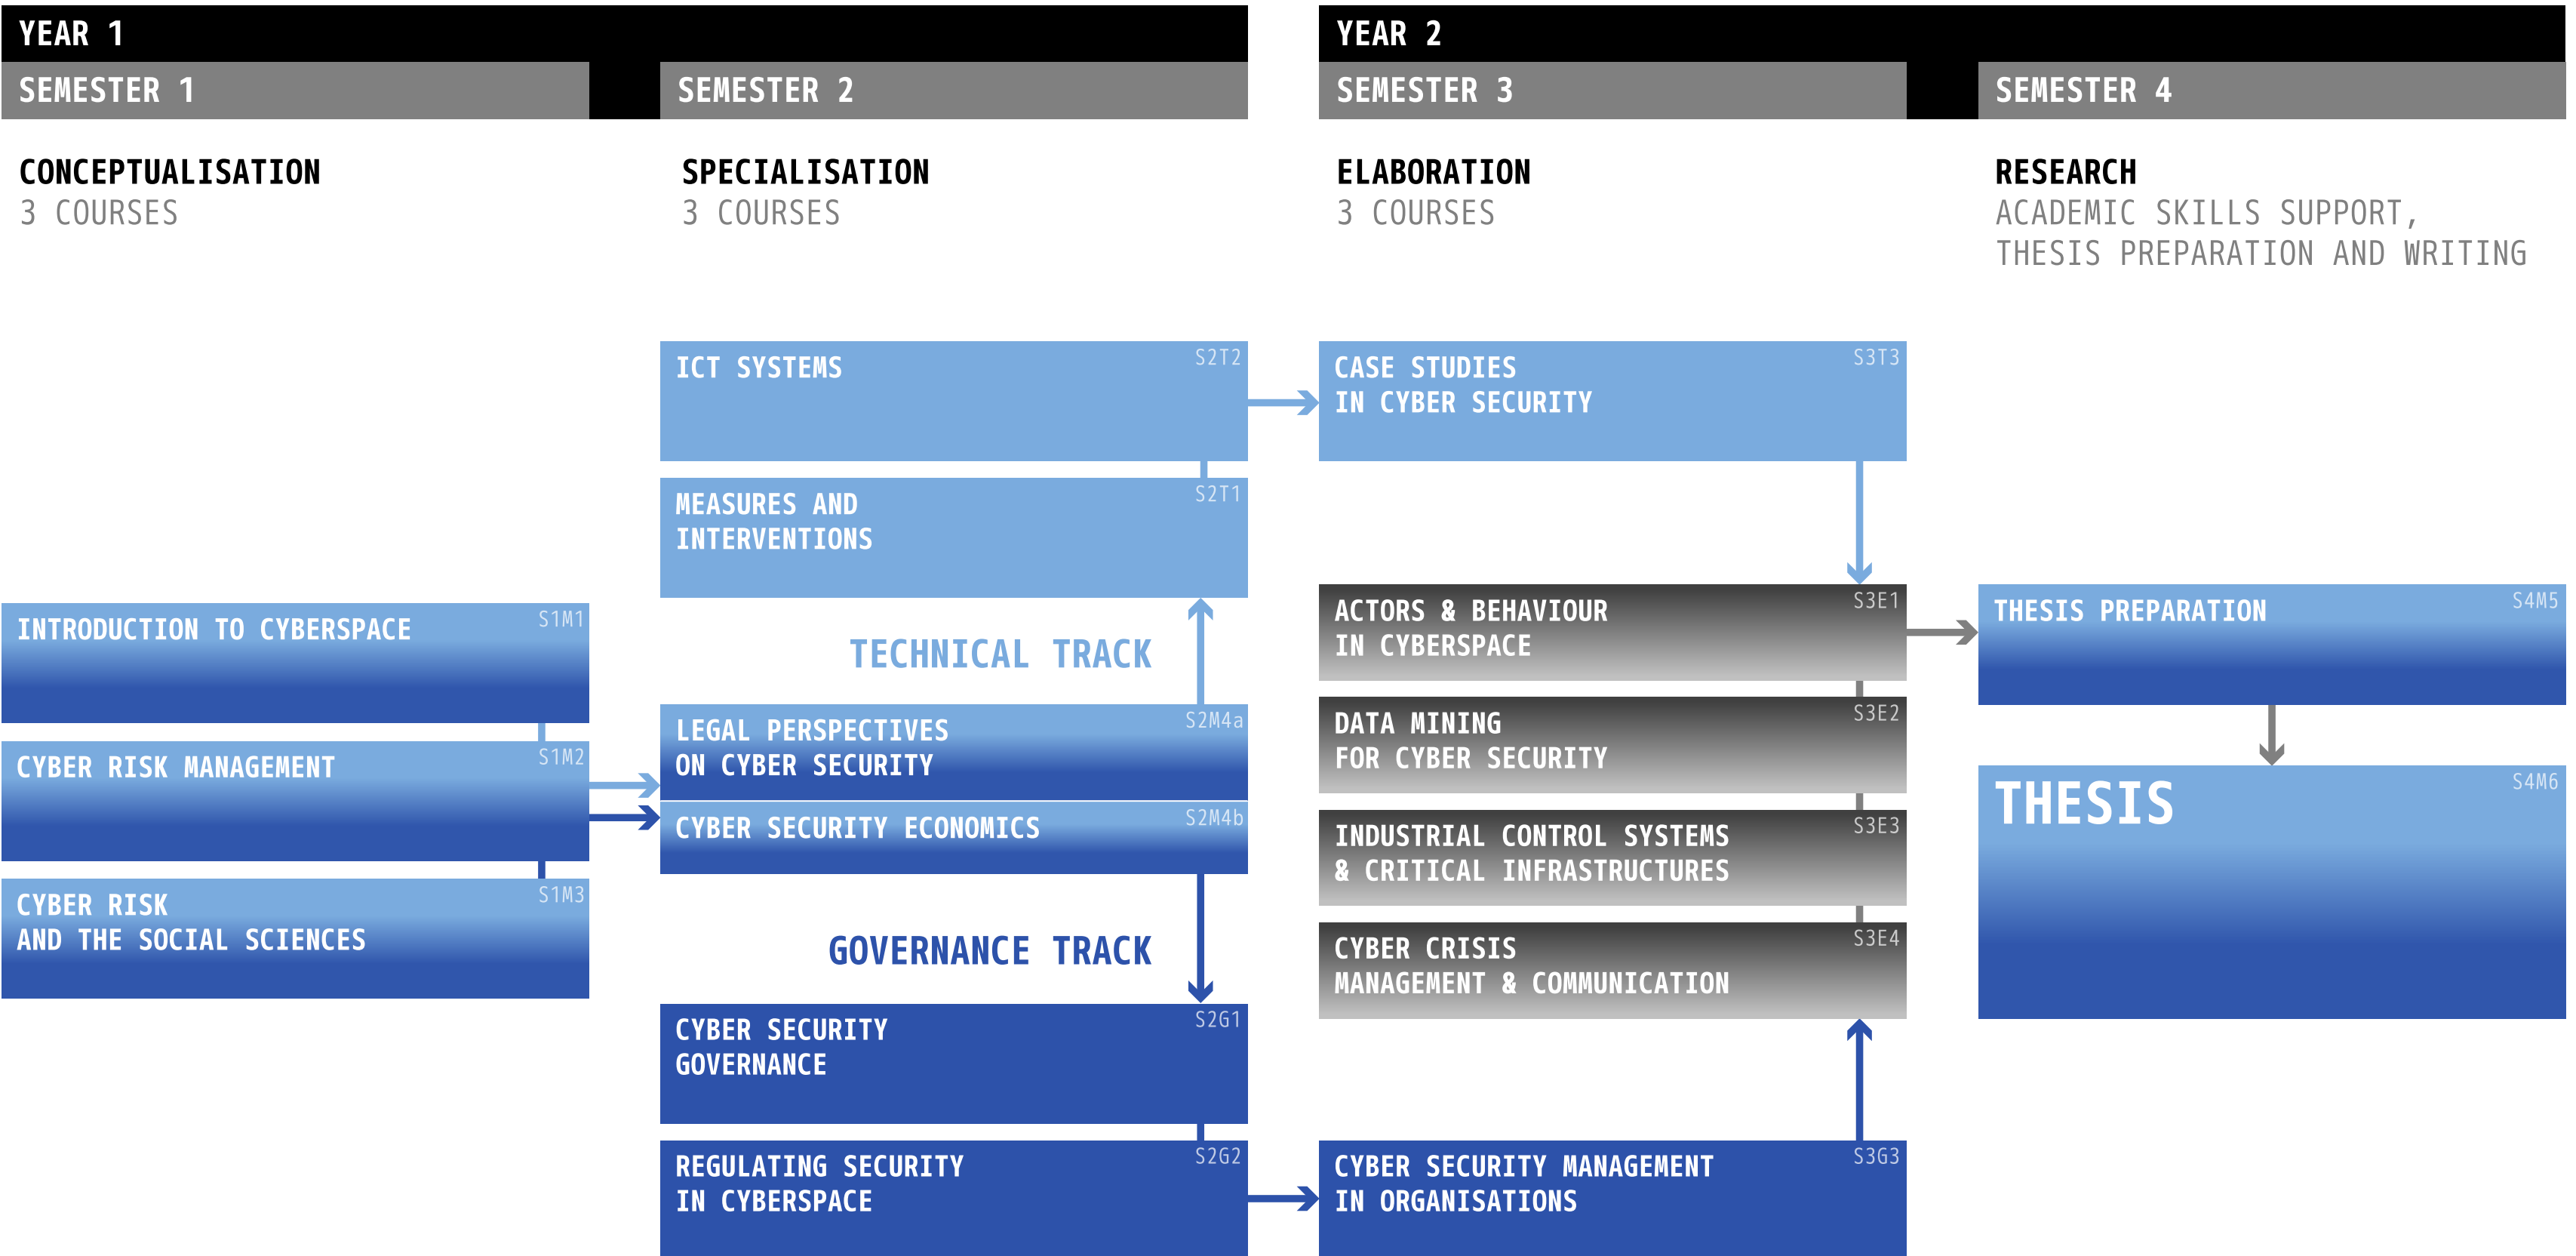 YEAR 1
SEMESTER 1
SEMESTER 2
YEAR 2
SEMESTER 3
SEMESTER 4
CONCEPTUALISATION
3 COURSES
SPECIALISATION
3 COURSES
ELABORATION
3 COURSES
RESEARCH
ACADEMIC SKILLS SUPPORT,
THESIS PREPARATION AND WRITING
INTRODUCTION TO CYBERSPACE
S1M1
CYBER RISK MANAGEMENT
S1M2
CYBER RISK
AND THE SOCIAL SCIENCES
S1M3
ICT SYSTEMS
S2T2
MEASURES AND
INTERVENTIONS
S2T1
TECHNICAL TRACK
LEGAL PERSPECTIVES
ON CYBER SECURITY
S2M4a
CYBER SECURITY ECONOMICS
S2M4b
GOVERNANCE TRACK
CYBER SECURITY
GOVERNANCE
S2G1
REGULATING SECURITY
IN CYBERSPACE
S2G2
CASE STUDIES
IN CYBER SECURITY
S3T3
ACTORS & BEHAVIOUR
IN CYBERSPACE
S3E1
DATA MINING
FOR CYBER SECURITY
S3E2
INDUSTRIAL CONTROL SYSTEMS
& CRITICAL INFRASTRUCTURES
S3E3
CYBER CRISIS
MANAGEMENT & COMMUNICATION
S3E4
CYBER SECURITY MANAGEMENT
IN ORGANISATIONS
S3G3
THESIS PREPARATION
S4M5
THESIS
S4M6